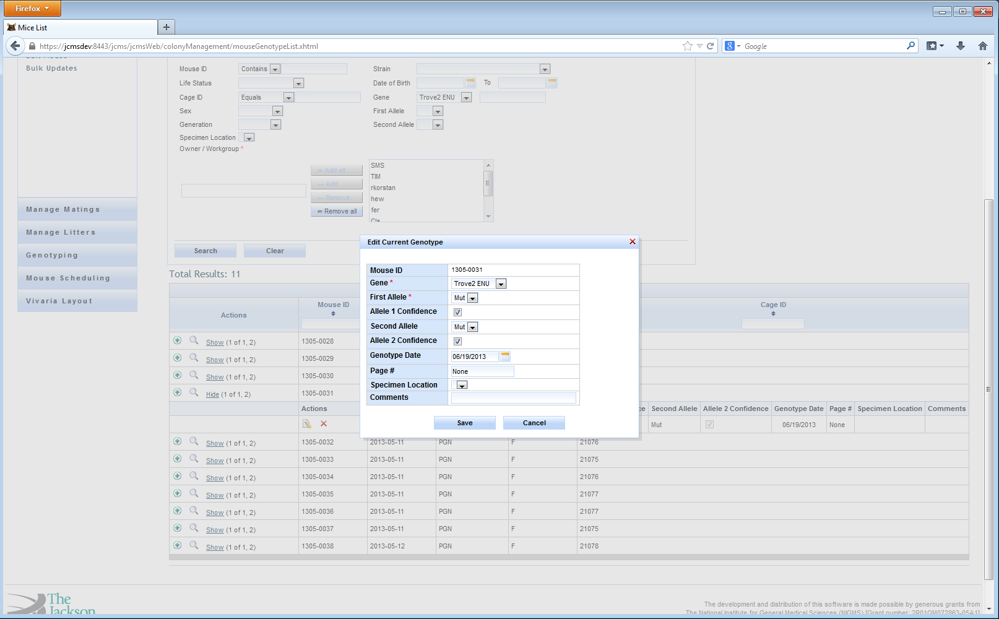 Firefox
Mice List
https://jcmsdev:8443/jcms/jcmsWeb/colonyManagement/mouseGenotypeList.xhtml
Google
Bulk Updates
Mouse ID Contains Strain
Life Status Date of Birth To
Cage ID Equals Gene Trove2 ENU
Sex First Allele
Generation Second Allele
Specimen Location
Owner / Workgroup *
SMS
⇒ Add all
TIM
→ Add
rkorstan
← Remove
hew
⇐ Remove all
fer
Cla
Manage Matings
Manage Litters
Genotyping
Mouse Scheduling
Vivaria Layout
Search Clear
Total Results: 11
Actions Mouse ID Cage ID
Show (1 of 1, 2) 1305-0028
Show (1 of 1, 2) 1305-0029
Show (1 of 1, 2) 1305-0030
Hide (1 of 1, 2) 1305-0031
Actions ce Second Allele Allele 2 Confidence Genotype Date Page # Specimen Location Comments
Mut 06/19/2013 None
Show (1 of 1, 2) 1305-0032 2013-05-11 PGN F 21076
Show (1 of 1, 2) 1305-0033 2013-05-11 PGN F 21075
Show (1 of 1, 2) 1305-0034 2013-05-11 PGN F 21076
Show (1 of 1, 2) 1305-0035 2013-05-11 PGN F 21077
Show (1 of 1, 2) 1305-0036 2013-05-11 PGN F 21077
Show (1 of 1, 2) 1305-0037 2013-05-11 PGN F 21075
Show (1 of 1, 2) 1305-0038 2013-05-12 PGN F 21078
Edit Current Genotype
Mouse ID 1305-0031
Gene * Trove2 ENU
First Allele * Mut
Allele 1 Confidence
Second Allele Mut
Allele 2 Confidence
Genotype Date 06/19/2013
Page # None
Specimen Location
Comments
Save Cancel
The
Jackson
The development and distribution of this software is made possible by generous grants from
The National Institute for General Medical Sciences (NIGMS) [Grant number: 2R01GM072863-05A1]